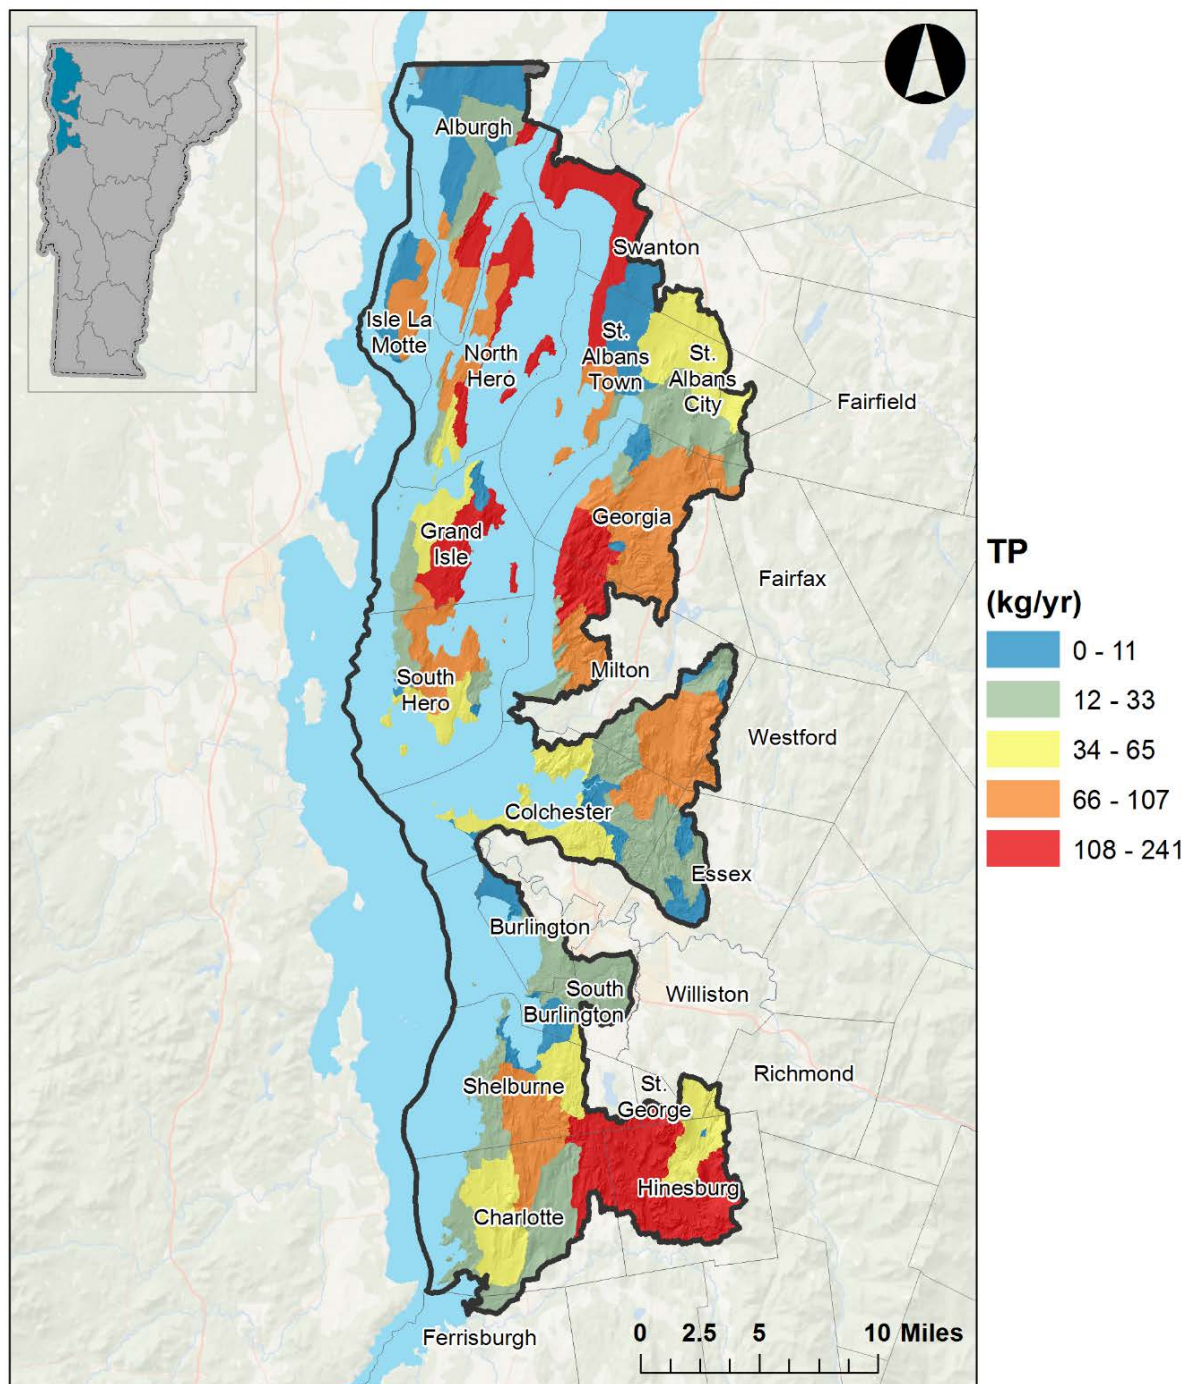 Alburgh
Swanton
Isle La
Motte
North
Hero
St.
Albans
Town
St.
Albans
City
Fairfield
Grand
Isle
Georgia
Fairfax
South
Hero
Milton
Westford
Colchester
Essex
Burlington
South
Burlington
Williston
Shelburne
St.
George
Richmond
Hinesburg
Charlotte
Ferrisburgh
0 2.5 5 10 Miles
TP
(kg/yr)
0 - 11
12 - 33
34 - 65
66 - 107
108 - 241